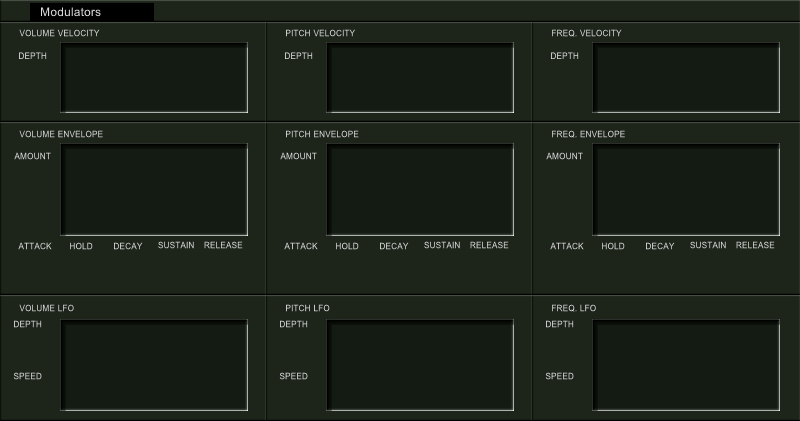 Modulators
VOLUME VELOCITY PITCH VELOCITY FREQ. VELOCITY
DEPTH DEPTH DEPTH
VOLUME ENVELOPE PITCH ENVELOPE FREQ. ENVELOPE
AMOUNT AMOUNT AMOUNT
ATTACK HOLD DECAY SUSTAIN RELEASE ATTACK HOLD DECAY SUSTAIN RELEASE ATTACK HOLD DECAY SUSTAIN RELEASE
VOLUME LFO PITCH LFO FREQ. LFO
DEPTH DEPTH DEPTH
SPEED SPEED SPEED